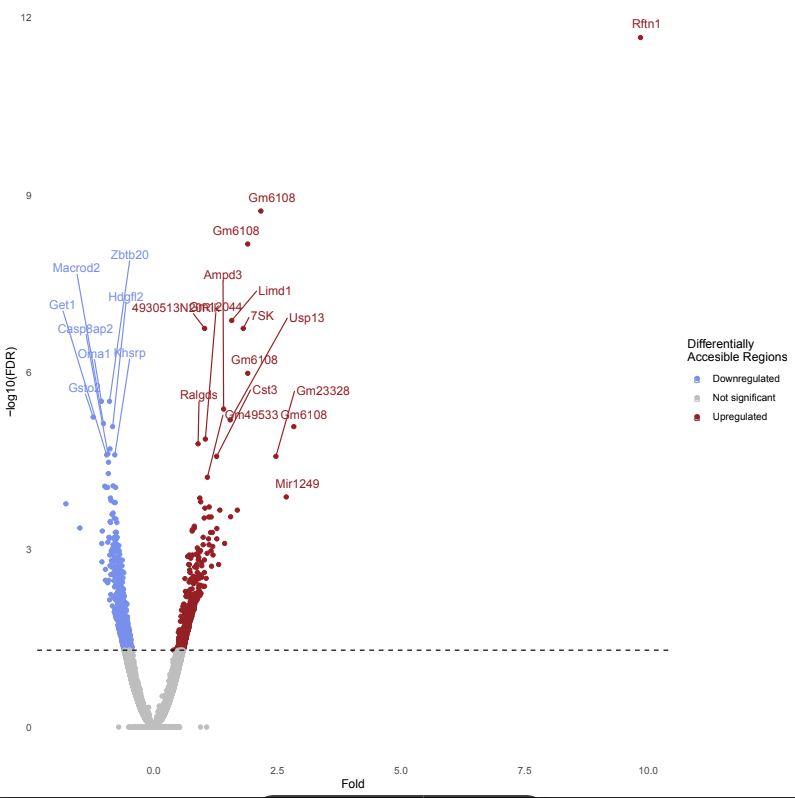 12
Rftn1
9
Gm6108
Gm6108
Zbtb20
Macrod2
Ampd3
Hdgfl2
Limd1
Get1
4930513N20Rik
Gm12044
7SK
Usp13
Casp8ap2
Oma1
Khsrp
Gm6108
6
Gsto2
Ralgds
Cst3
Gm23328
Gm49533
Gm6108
Mir1249
3
0
−log10(FDR)
0.0
2.5
5.0
7.5
10.0
Fold
Differentially
Accesible Regions
Downregulated
Not significant
Upregulated